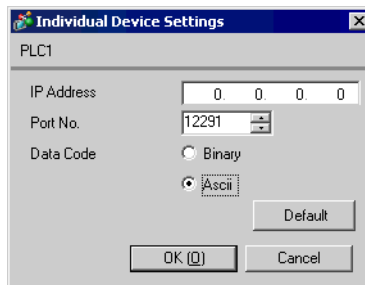 Individual Device Settings
PLC1
IP Address 0. 0. 0. 0
Port No. 12291
Data Code Binary
Ascii
Default
OK (O) Cancel